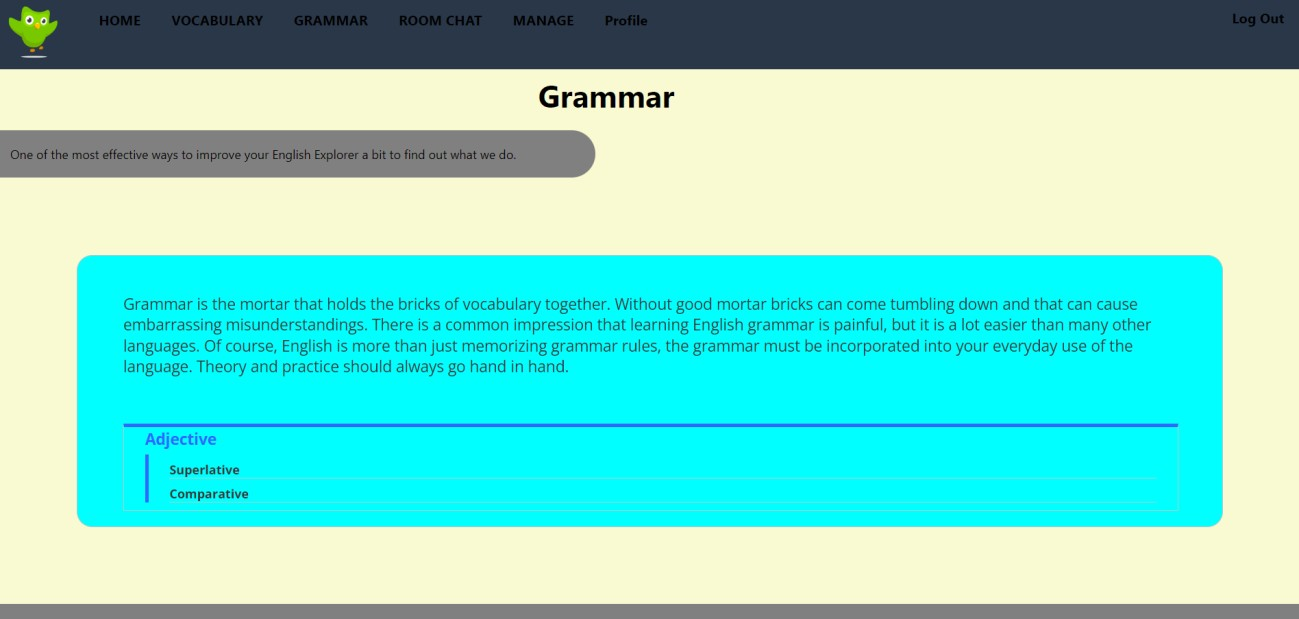 HOME VOCABULARY GRAMMAR ROOM CHAT MANAGE Profile Log Out
Grammar
One of the most effective ways to improve your English Explorer a bit to find out what we do.
Grammar is the mortar that holds the bricks of vocabulary together. Without good mortar bricks can come tumbling down and that can cause
embarrassing misunderstandings. There is a common impression that learning English grammar is painful, but it is a lot easier than many other
languages. Of course, English is more than just memorizing grammar rules, the grammar must be incorporated into your everyday use of the
language. Theory and practice should always go hand in hand.
Adjective
Superlative
Comparative